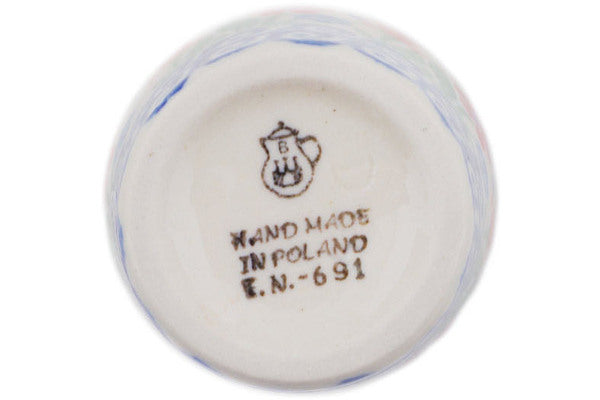 B
HAND MADE
IN POLAND
E.N.-691